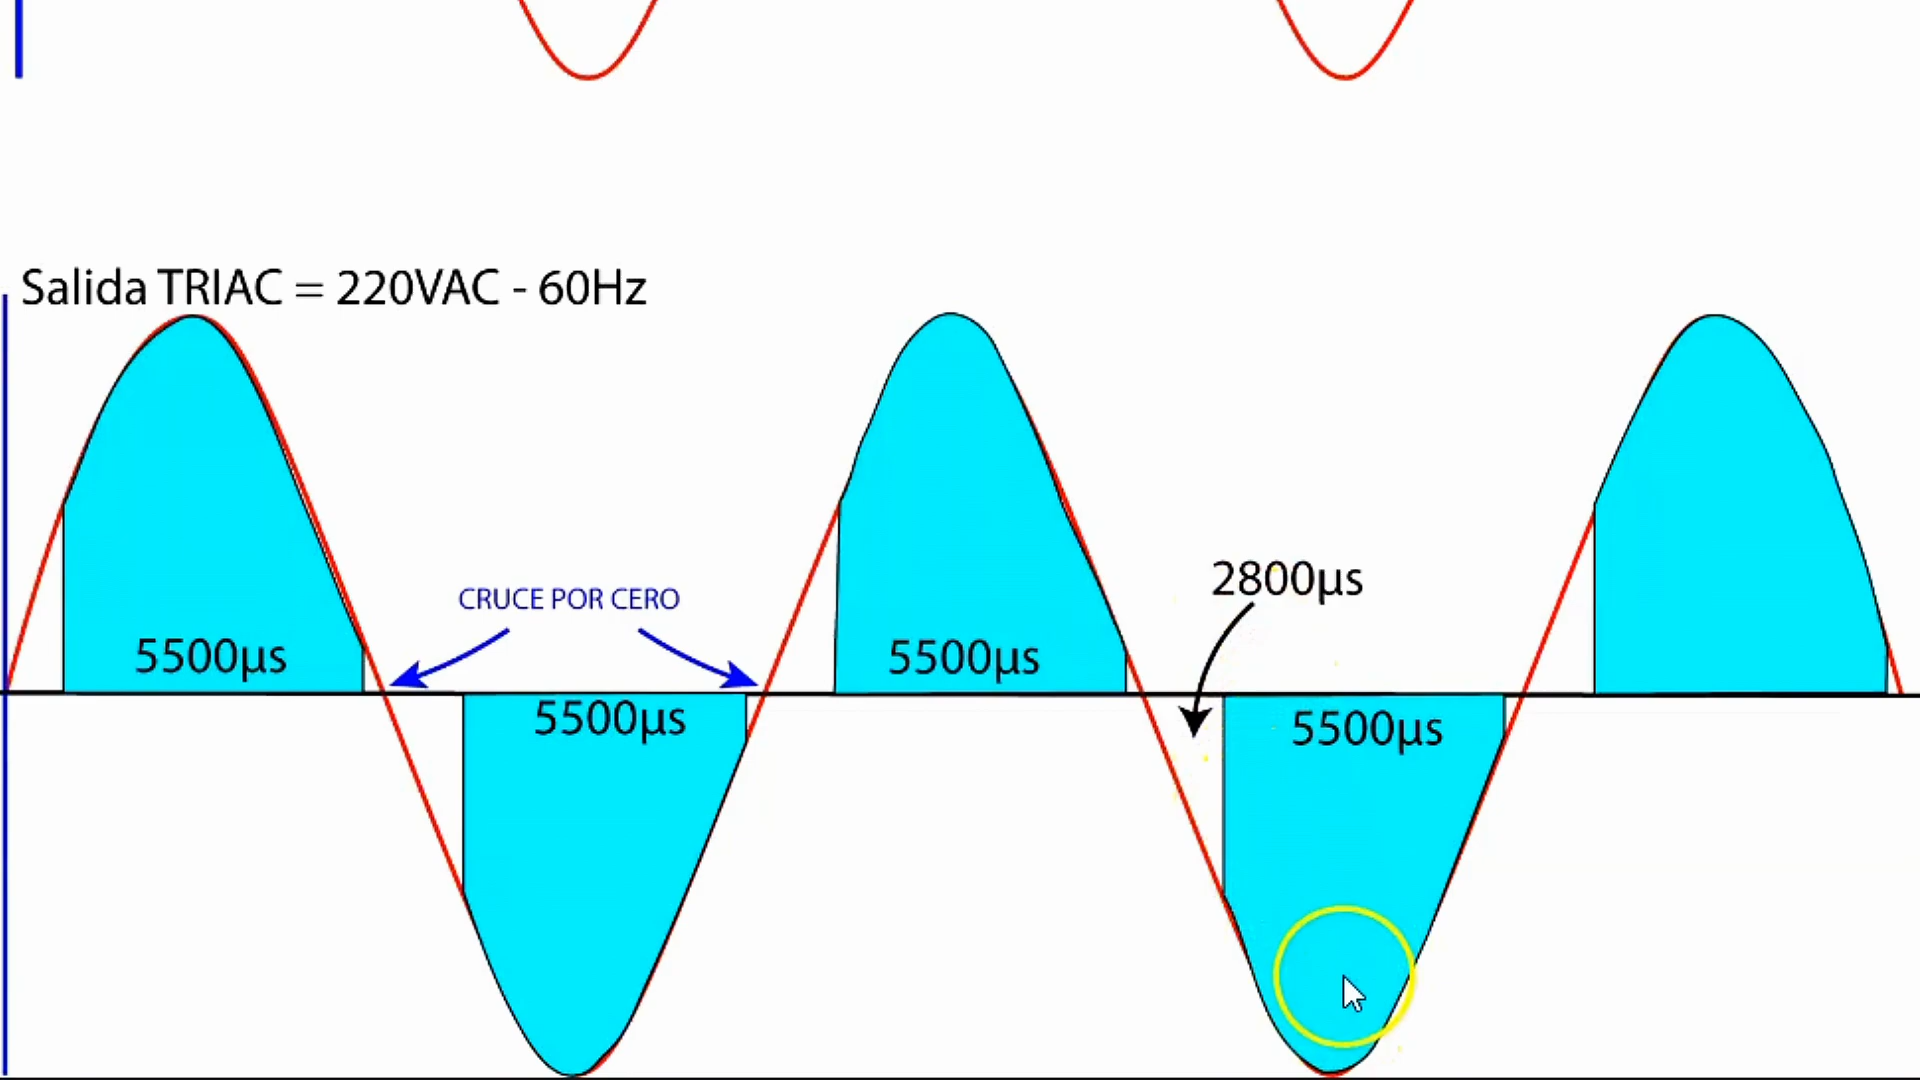 Salida TRIAC = 220VAC - 60Hz
2800µs
CRUCE POR CERO
5500µs
5500µs
5500µs
5500µs